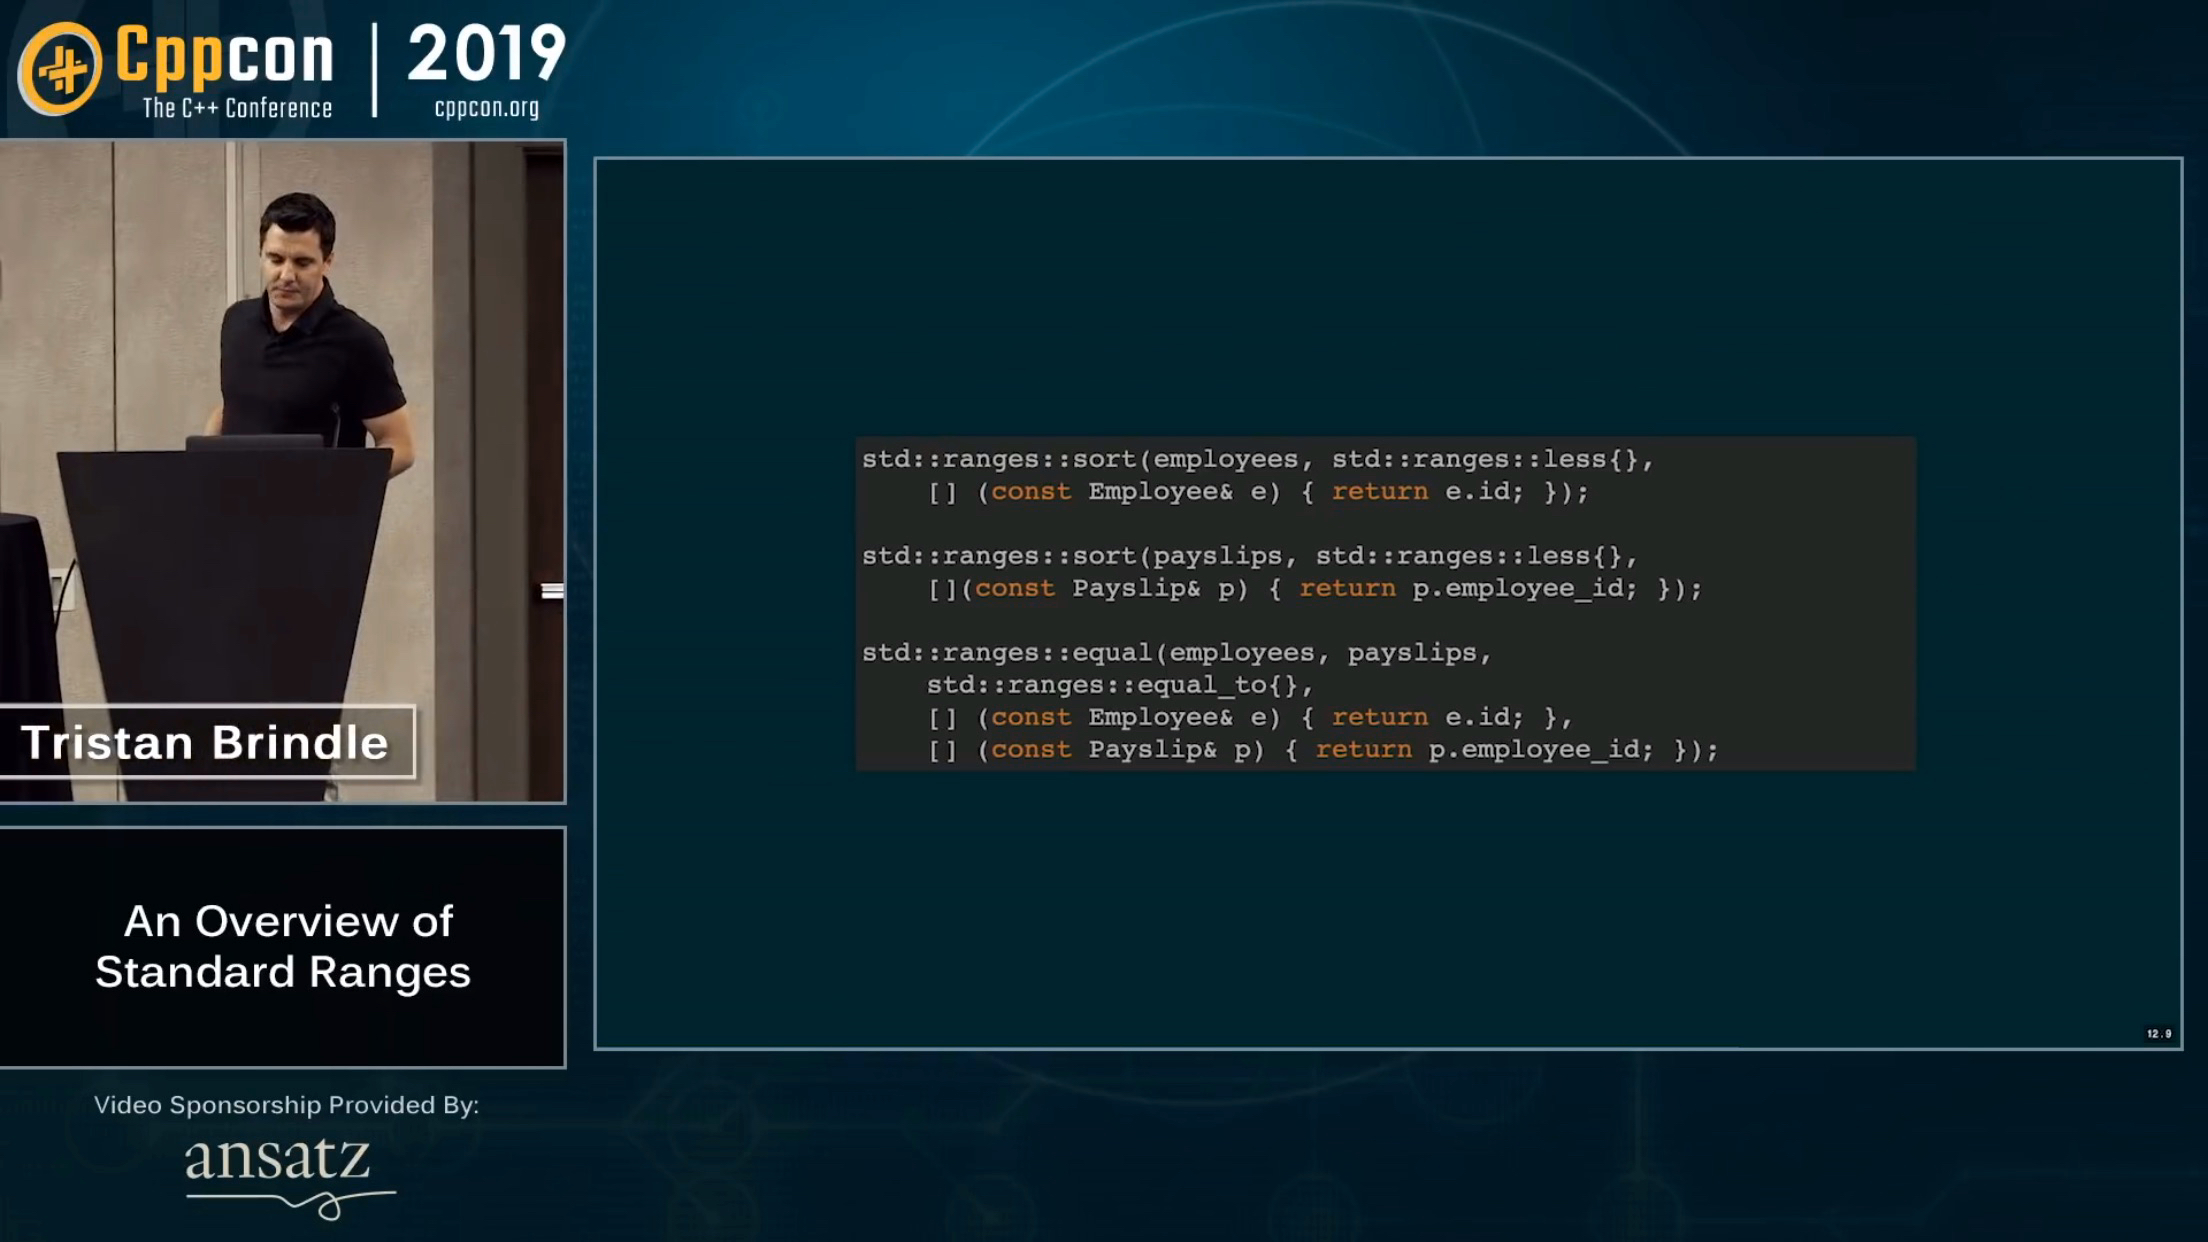 Cppcon
The C++ Conference
2019
cppcon.org
Tristan Brindle
An Overview of
Standard Ranges
Video Sponsorship Provided By:
ansatz
std::ranges::sort(employees, std::ranges::less{},
    [] (const Employee& e) { return e.id; });

std::ranges::sort(payslips, std::ranges::less{},
    [](const Payslip& p) { return p.employee_id; });

std::ranges::equal(employees, payslips,
    std::ranges::equal_to{},
    [] (const Employee& e) { return e.id; },
    [] (const Payslip& p) { return p.employee_id; });
12.9